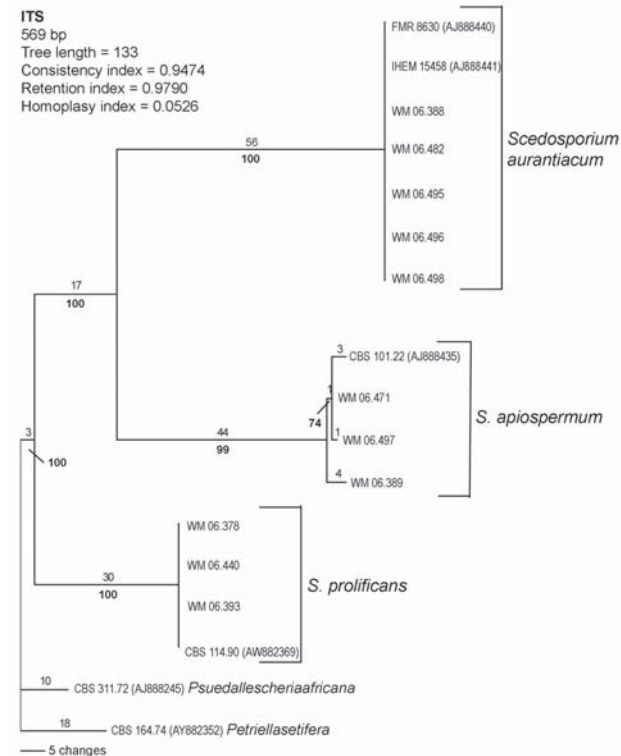 ITS
569 bp
Tree length = 133
Consistency index = 0.9474
Retention index = 0.9790
Homoplasy index = 0.0526
FMR 8630 (AJ888440)
IHEM 15458 (AJ888441)
WM 06.388
56
WM 06.482
100
Scedosporium
aurantiacum
WM 06.495
WM 06.496
WM 06.498
17
100
3
CBS 101.22 (AJ888435)
1
WM 06.471
74
S. apiospermum
44
99
1
WM 06.497
4
WM 06.389
3
100
WM 06.378
WM 06.440
30
100
S. prolificans
WM 06.393
CBS 114.90 (AW882369)
10
CBS 311.72 (AJ888245) Psuedallescheriaafricana
18
CBS 164.74 (AY882352) Petriellasetifera
5 changes